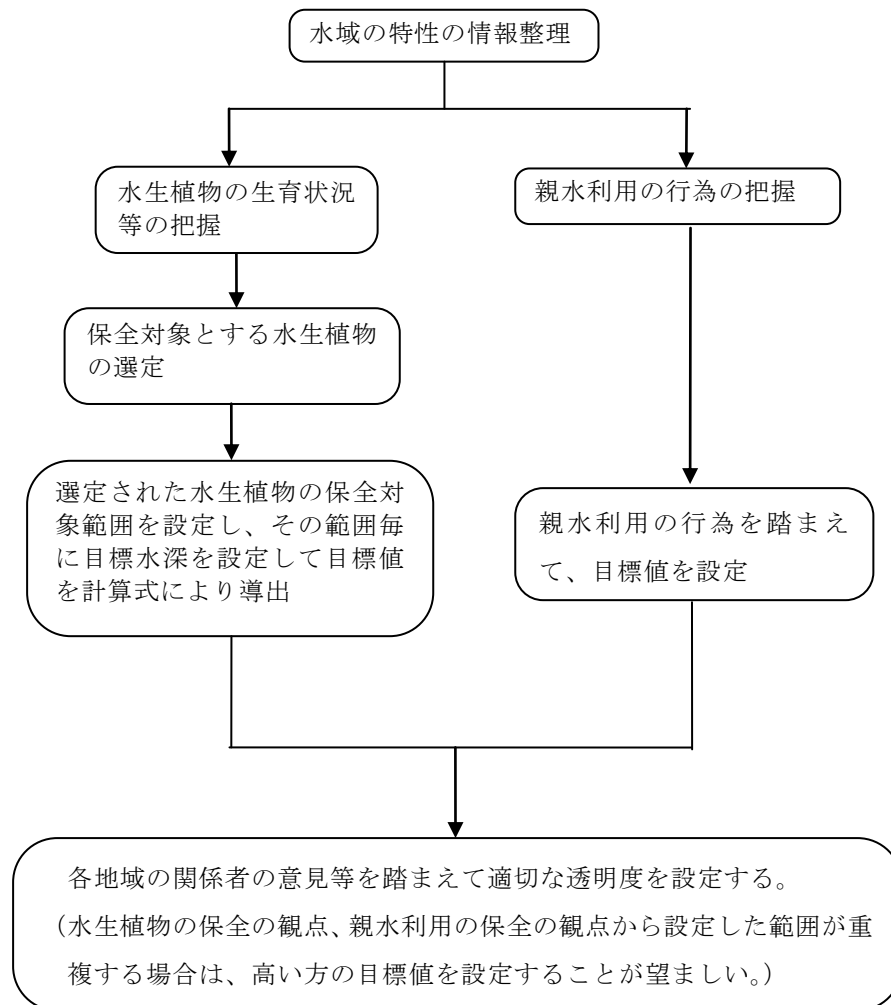 水域の特性の情報整理
水生植物の生育状況
等の把握
親水利用の行為の把握
保全対象とする水生植物
の選定
選定された水生植物の保全対
象範囲を設定し、その範囲毎
に目標水深を設定して目標値
を計算式により導出
親水利用の行為を踏まえ
て、目標値を設定
各地域の関係者の意見等を踏まえて適切な透明度を設定する。
（水生植物の保全の観点、親水利用の保全の観点から設定した範囲が重
複する場合は、高い方の目標値を設定することが望ましい。）